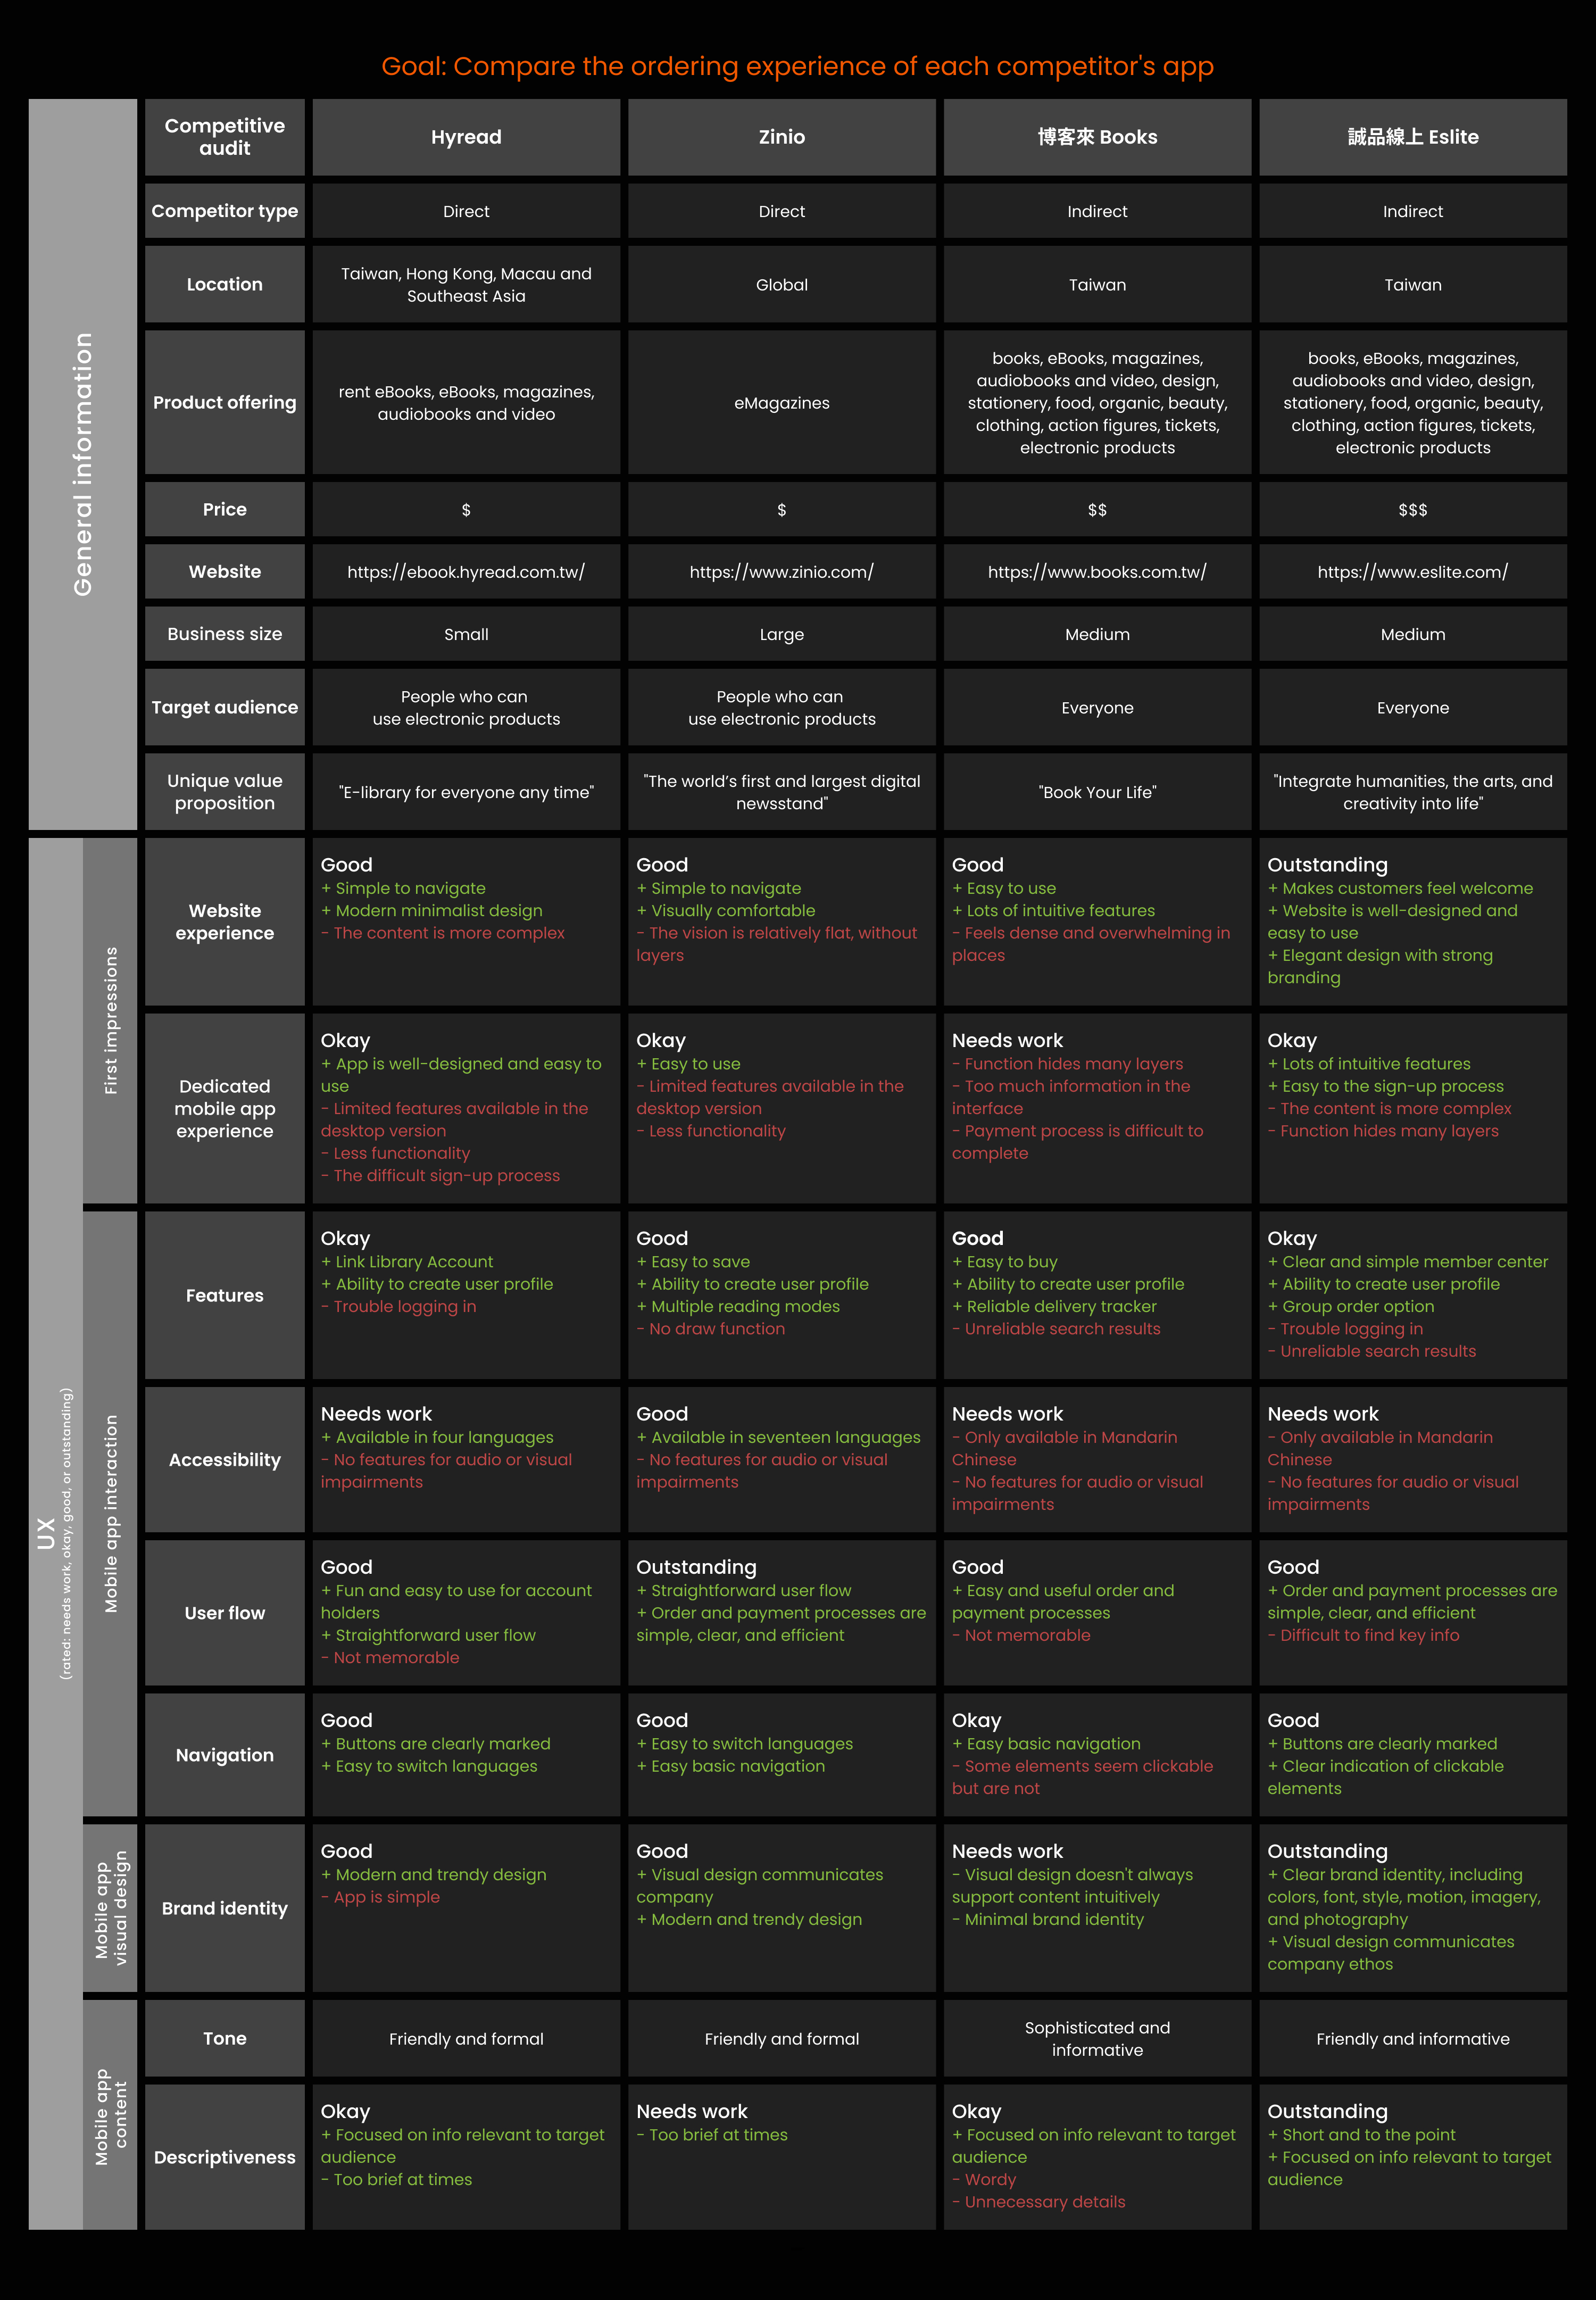 Goal: Compare the ordering experience of each competitor's app
General information
Competitive
audit
Hyread
Zinio
博客來 Books
誠品線上 Eslite
Competitor type
Direct
Direct
Indirect
Indirect
Location
Taiwan, Hong Kong, Macau and
Southeast Asia
Global
Taiwan
Taiwan
Product offering
rent eBooks, eBooks, magazines,
audiobooks and video
eMagazines
books, eBooks, magazines,
audiobooks and video, design,
stationery, food, organic, beauty,
clothing, action figures, tickets,
electronic products
books, eBooks, magazines,
audiobooks and video, design,
stationery, food, organic, beauty,
clothing, action figures, tickets,
electronic products
Price
$
$
$$
$$$
Website
https://ebook.hyread.com.tw/
https://www.zinio.com/
https://www.books.com.tw/
https://www.eslite.com/
Business size
Small
Large
Medium
Medium
Target audience
People who can
use electronic products
People who can
use electronic products
Everyone
Everyone
Unique value
proposition
"E-library for everyone any time"
"The world’s first and largest digital
newsstand"
"Book Your Life"
"Integrate humanities, the arts, and
creativity into life"
UX
(rated: needs work, okay, good, or outstanding)
First impressions
Website
experience
Good
+ Simple to navigate
+ Modern minimalist design
- The content is more complex
Good
+ Simple to navigate
+ Visually comfortable
- The vision is relatively flat, without
layers
Good
+ Easy to use
+ Lots of intuitive features
- Feels dense and overwhelming in
places
Outstanding
+ Makes customers feel welcome
+ Website is well-designed and
easy to use
+ Elegant design with strong
branding
Dedicated
mobile app
experience
Okay
+ App is well-designed and easy to
use
- Limited features available in the
desktop version
- Less functionality
- The difficult sign-up process
Okay
+ Easy to use
- Limited features available in the
desktop version
- Less functionality
Needs work
- Function hides many layers
- Too much information in the
interface
- Payment process is difficult to
complete
Okay
+ Lots of intuitive features
+ Easy to the sign-up process
- The content is more complex
- Function hides many layers
Mobile app interaction
Features
Okay
+ Link Library Account
+ Ability to create user profile
- Trouble logging in
Good
+ Easy to save
+ Ability to create user profile
+ Multiple reading modes
- No draw function
Good
+ Easy to buy
+ Ability to create user profile
+ Reliable delivery tracker
- Unreliable search results
Okay
+ Clear and simple member center
+ Ability to create user profile
+ Group order option
- Trouble logging in
- Unreliable search results
Accessibility
Needs work
+ Available in four languages
- No features for audio or visual
impairments
Good
+ Available in seventeen languages
- No features for audio or visual
impairments
Needs work
- Only available in Mandarin
Chinese
- No features for audio or visual
impairments
Needs work
- Only available in Mandarin
Chinese
- No features for audio or visual
impairments
User flow
Good
+ Fun and easy to use for account
holders
+ Straightforward user flow
- Not memorable
Outstanding
+ Straightforward user flow
+ Order and payment processes are
simple, clear, and efficient
Good
+ Easy and useful order and
payment processes
- Not memorable
Good
+ Order and payment processes are
simple, clear, and efficient
- Difficult to find key info
Navigation
Good
+ Buttons are clearly marked
+ Easy to switch languages
Good
+ Easy to switch languages
+ Easy basic navigation
Okay
+ Easy basic navigation
- Some elements seem clickable
but are not
Good
+ Buttons are clearly marked
+ Clear indication of clickable
elements
Mobile app
visual design
Brand identity
Good
+ Modern and trendy design
- App is simple
Good
+ Visual design communicates
company
+ Modern and trendy design
Needs work
- Visual design doesn't always
support content intuitively
- Minimal brand identity
Outstanding
+ Clear brand identity, including
colors, font, style, motion, imagery,
and photography
+ Visual design communicates
company ethos
Mobile app
content
Tone
Friendly and formal
Friendly and formal
Sophisticated and
informative
Friendly and informative
Descriptiveness
Okay
+ Focused on info relevant to target
audience
- Too brief at times
Needs work
- Too brief at times
Okay
+ Focused on info relevant to target
audience
- Wordy
- Unnecessary details
Outstanding
+ Short and to the point
+ Focused on info relevant to target
audience